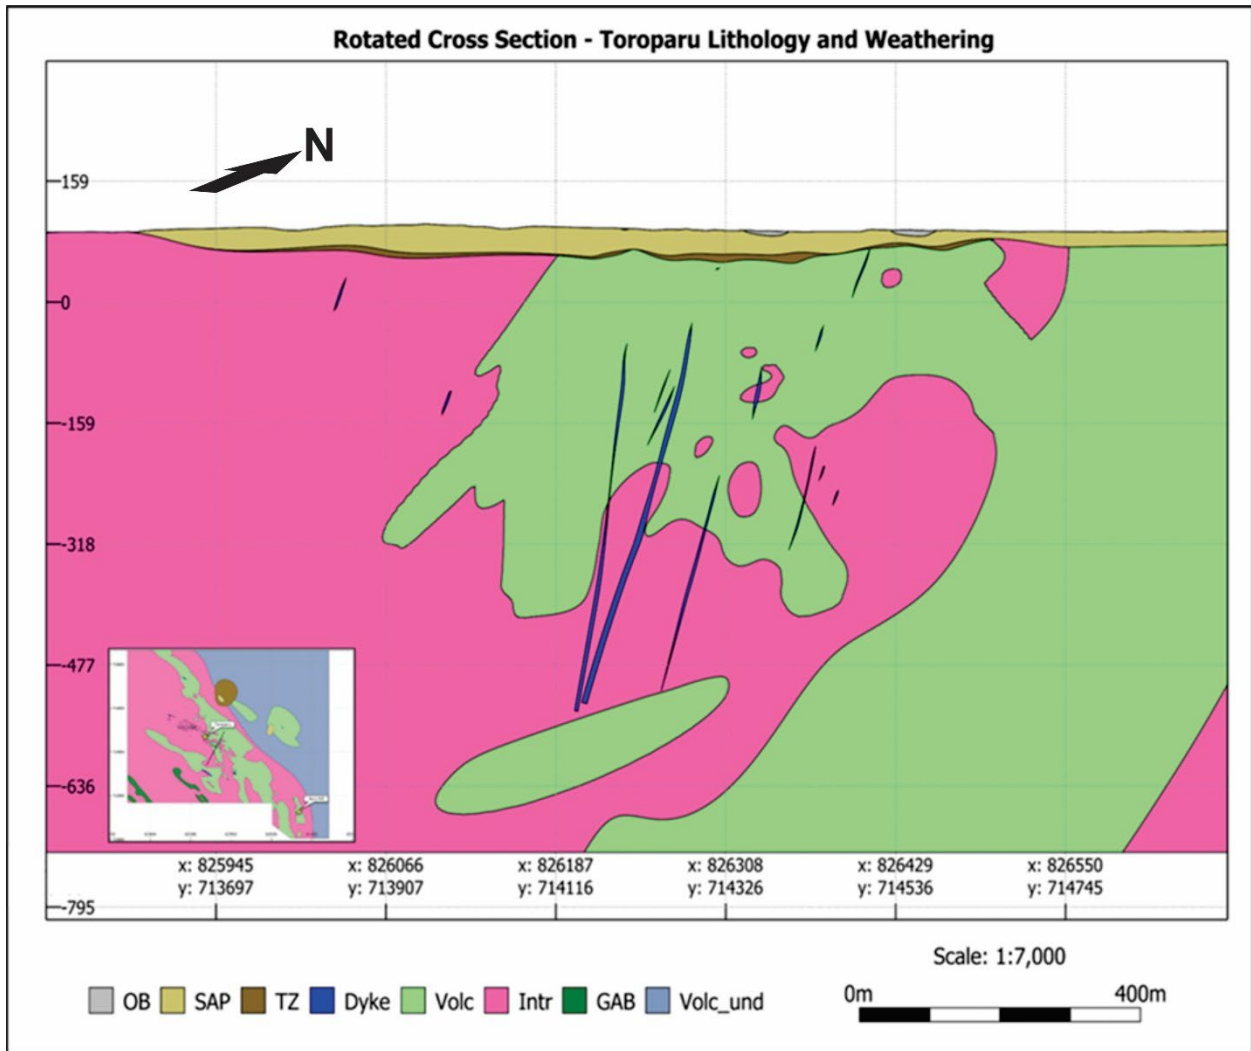 Rotated Cross Section - Toroparu Lithology and Weathering
N
159
0
-159
-318
-477
-636
-795
x: 825945
y: 713697
x: 826066
y: 713907
x: 826187
y: 714116
x: 826308
y: 714326
x: 826429
y: 714536
x: 826550
y: 714745
Scale: 1:7,000
OB SAP TZ Dyke Volc Intr GAB Volc_und
0m 400m